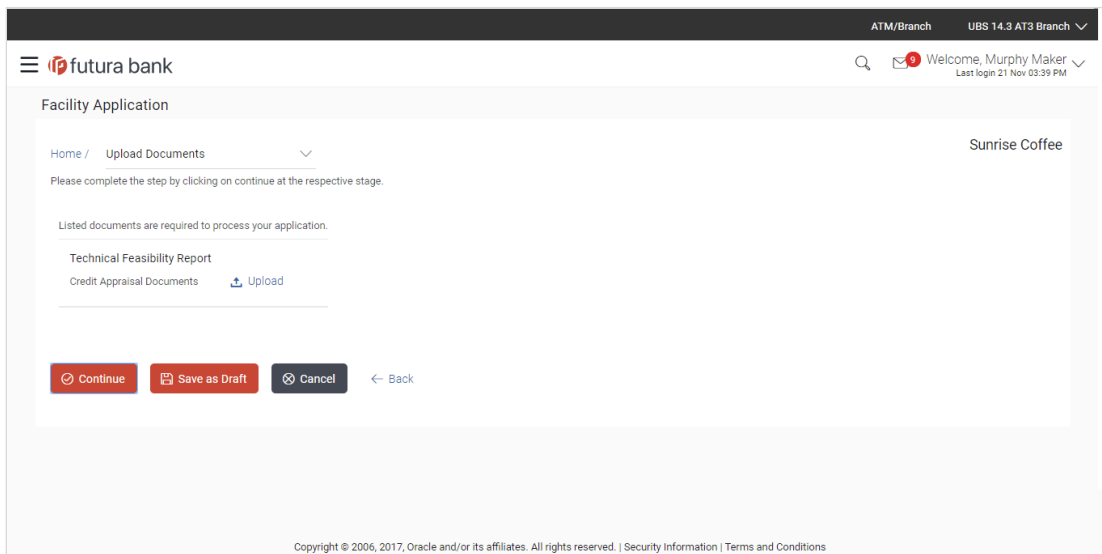 ATM/Branch UBS 14.3 AT3 Branch
futura bank
9
Welcome, Murphy Maker
Last login 21 Nov 03:39 PM
Facility Application
Sunrise Coffee
Home / Upload Documents
Please complete the step by clicking on continue at the respective stage.
Listed documents are required to process your application.
Technical Feasibility Report
Credit Appraisal Documents Upload
Continue Save as Draft Cancel Back
Copyright © 2006, 2017, Oracle and/or its affiliates. All rights reserved. | Security Information | Terms and Conditions